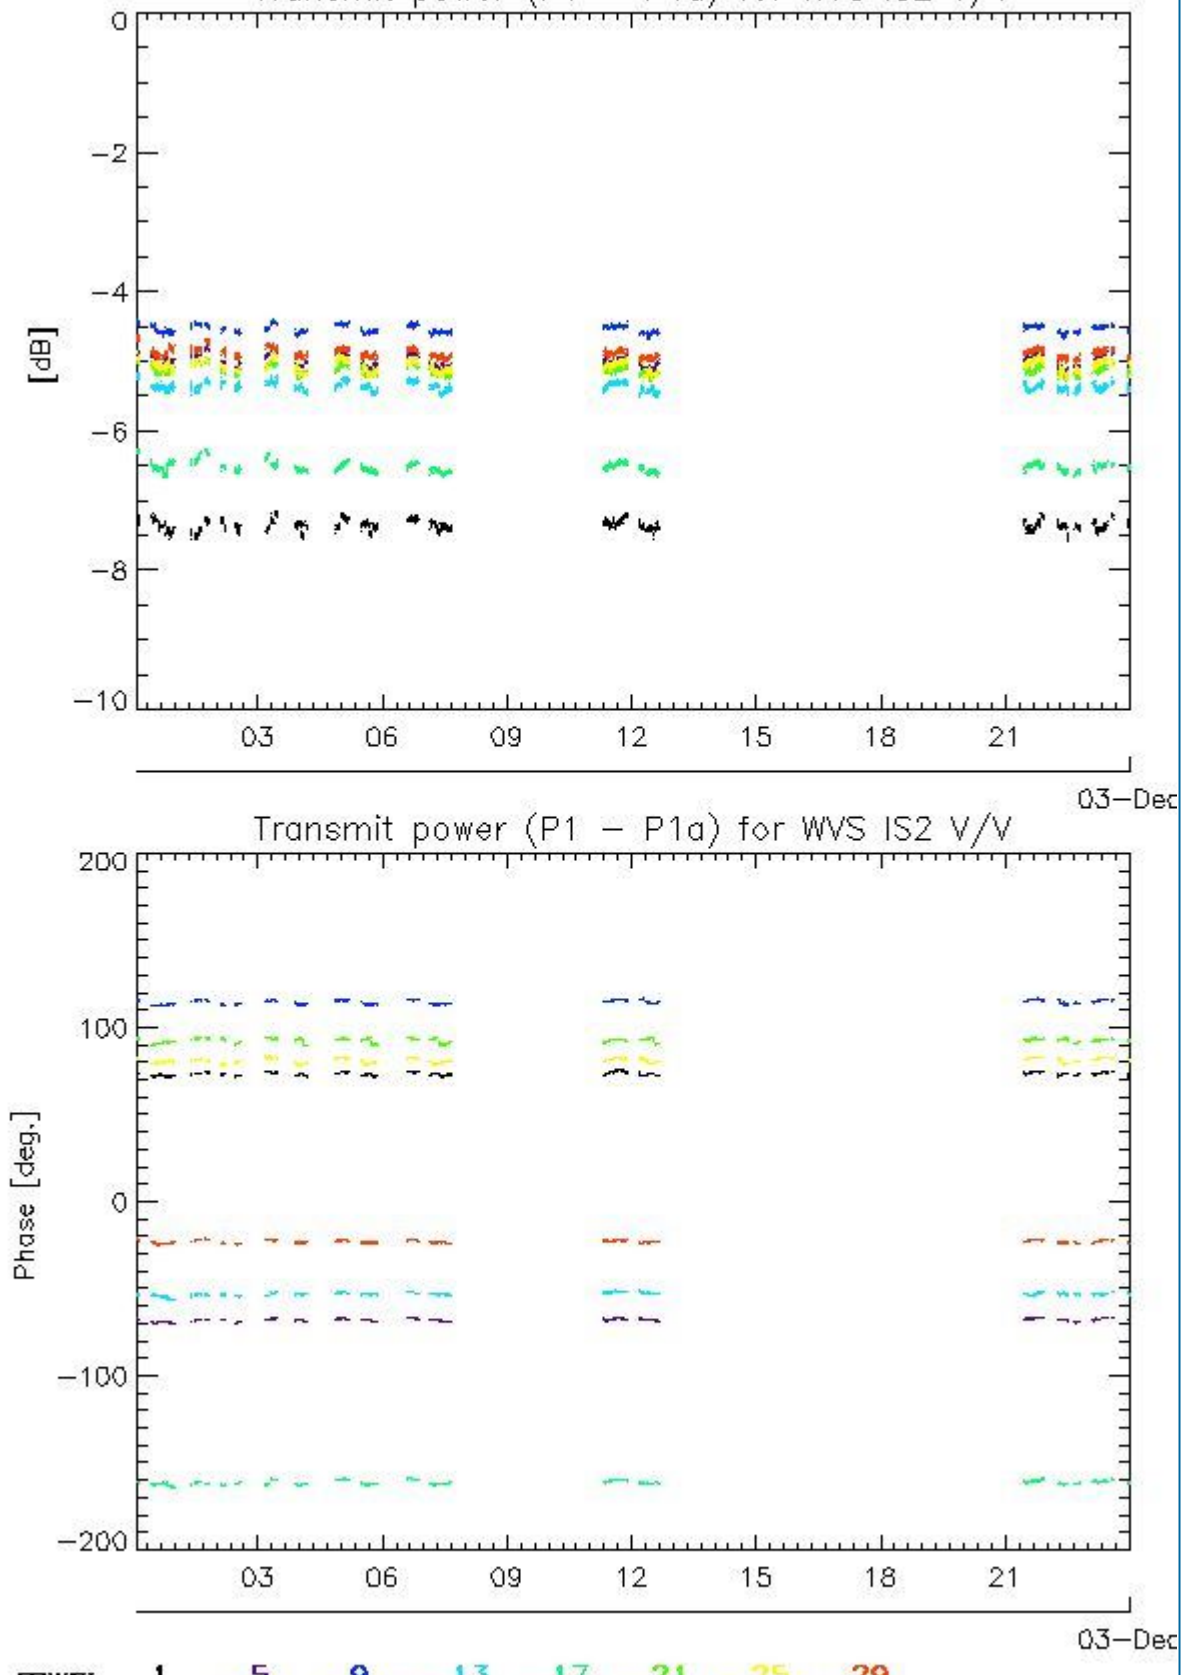 0
−2
−4
[dB]
−6
−8
−10
03 06 09 12 15 18 21
03−Dec
Transmit power (P1 − P1a) for WVS IS2 V/V
200
100
Phase [deg.]
0
−100
−200
03 06 09 12 15 18 21
03−Dec
1 5 9 13 17 21 25 29